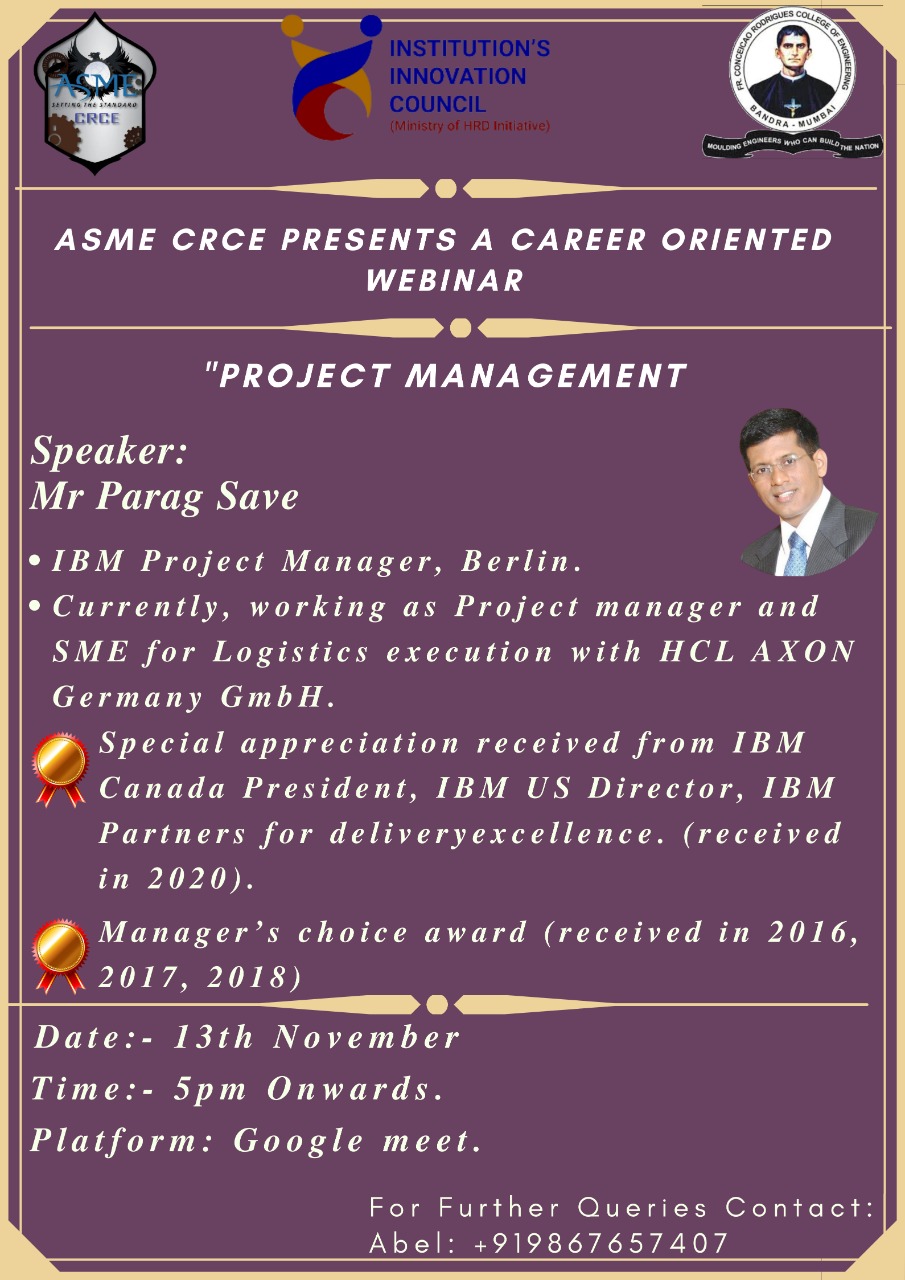 ASME
SETTING THE STANDARD
CRCE
INSTITUTION'S
INNOVATION
COUNCIL
(Ministry of HRD Initiative)
FR. CONCEICAO RODRIGUES COLLEGE OF ENGINEERING
BANDRA - MUMBAI
MOULDING ENGINEERS WHO CAN BUILD THE NATION
ASME CRCE PRESENTS A CAREER ORIENTED
WEBINAR
"PROJECT MANAGEMENT
Speaker:
Mr Parag Save
• IBM Project Manager, Berlin.
• Currently, working as Project manager and
SME for Logistics execution with HCL AXON
Germany GmbH.
Special appreciation received from IBM
Canada President, IBM US Director, IBM
Partners for deliveryexcellence. (received
in 2020).
Manager’s choice award (received in 2016,
2017, 2018)
Date:- 13th November
Time:- 5pm Onwards.
Platform: Google meet.
For Further Queries Contact:
Abel: +919867657407